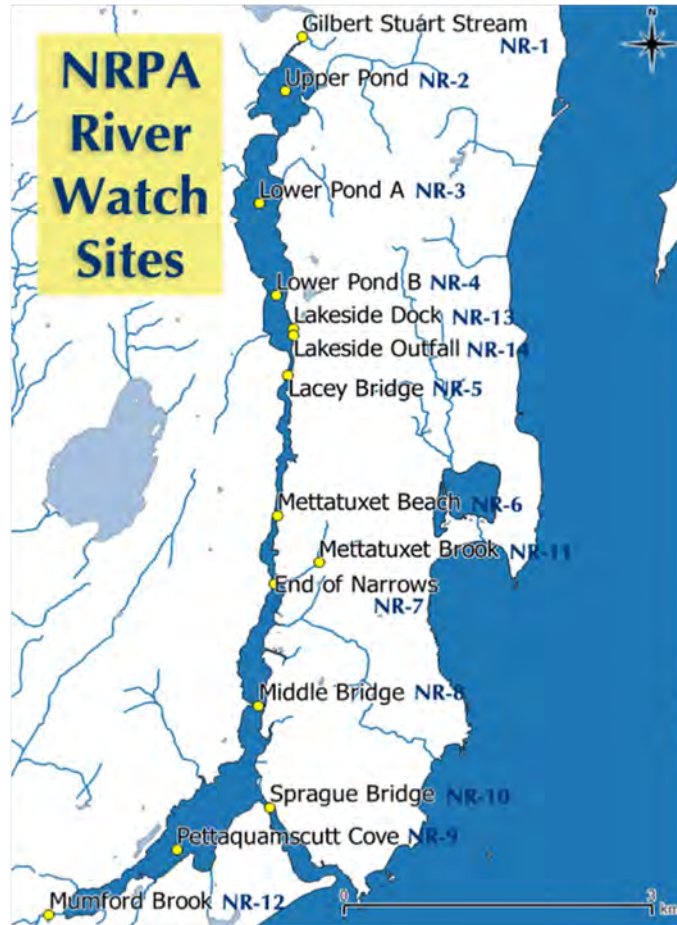 N
Gilbert Stuart Stream
NR-1
NRPA
River
Watch
Sites
Upper Pond NR-2
Lower Pond A NR-3
Lower Pond B NR-4
Lakeside Dock NR-13
Lakeside Outfall NR-14
Lacey Bridge NR-5
Mettatuxet Beach NR-6
Mettatuxet Brook NR-11
End of Narrows
NR-7
Middle Bridge NR-8
Sprague Bridge NR-10
Pettaquamscutt Cove NR-9
Mumford Brook NR-12
0 3
km